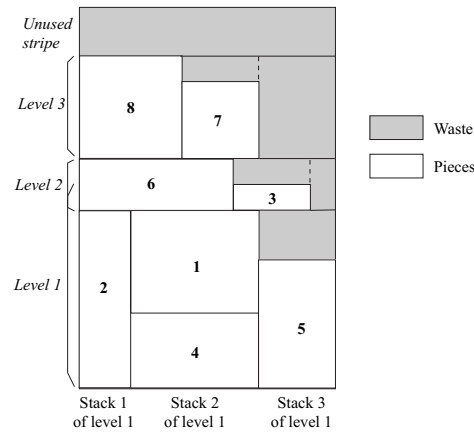 Unused
stripe
Level 3
8
7
Waste
Pieces
Level 2
6
3
Level 1
2
1
4
5
Stack 1
of level 1
Stack 2
of level 1
Stack 3
of level 1